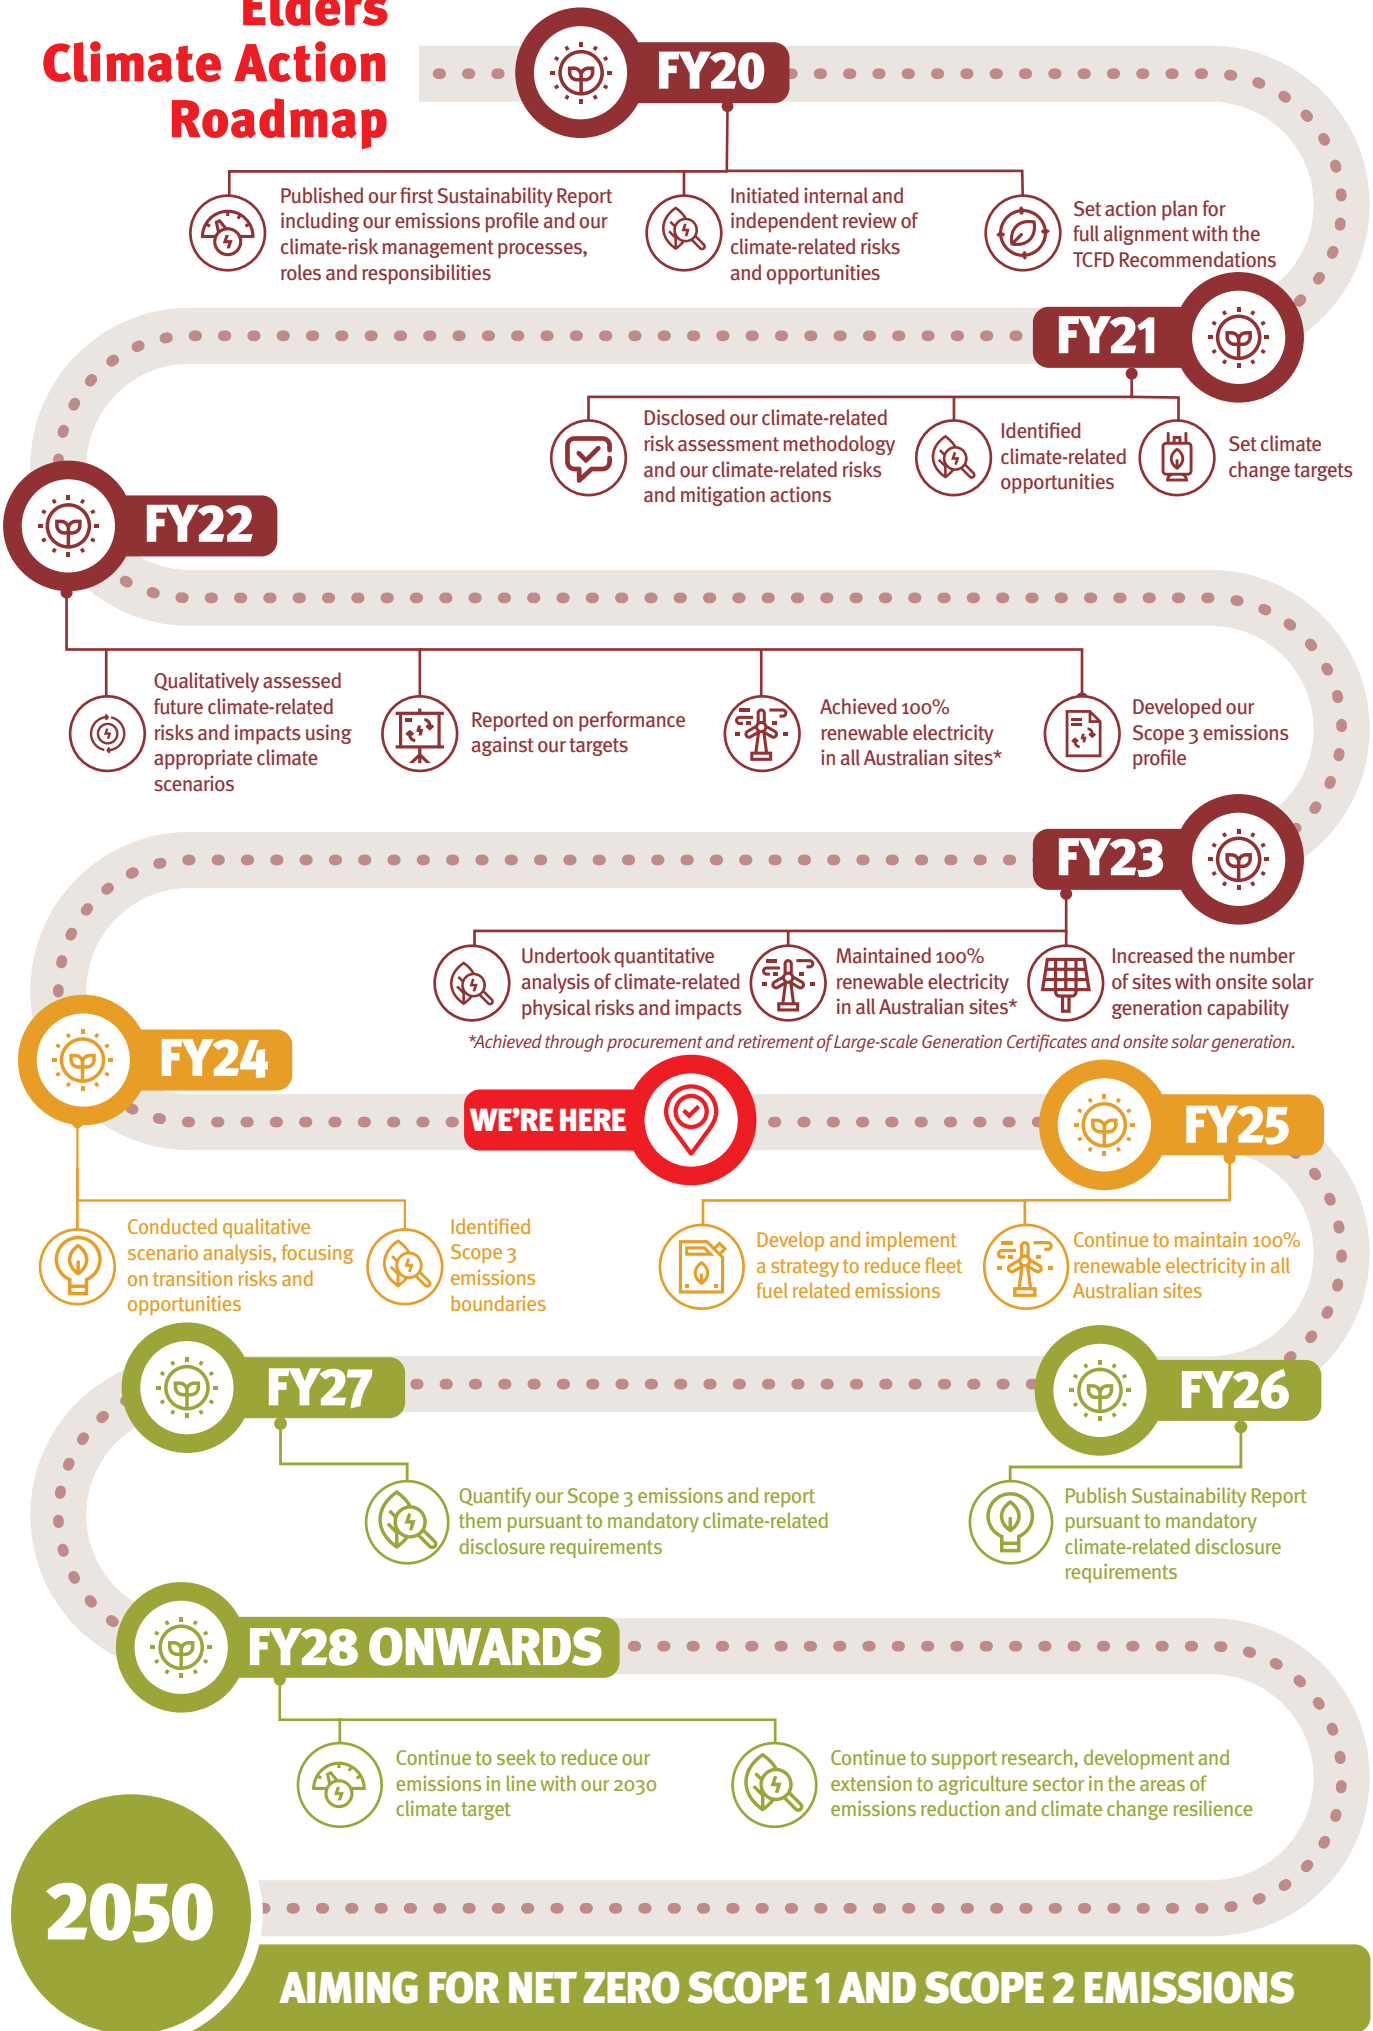 Elders
Climate Action
Roadmap
FY20
Published our first Sustainability Report
including our emissions profile and our
climate-risk management processes,
roles and responsibilities
Initiated internal and
independent review of
climate-related risks
and opportunities
Set action plan for
full alignment with the
TCFD Recommendations
FY21
Disclosed our climate-related
risk assessment methodology
and our climate-related risks
and mitigation actions
Identified
climate-related
opportunities
Set climate
change targets
FY22
Qualitatively assessed
future climate-related
risks and impacts using
appropriate climate
scenarios
Reported on performance
against our targets
Achieved 100%
renewable electricity
in all Australian sites*
Developed our
Scope 3 emissions
profile
FY23
Undertook quantitative
analysis of climate-related
physical risks and impacts
Maintained 100%
renewable electricity
in all Australian sites*
Increased the number
of sites with onsite solar
generation capability
*Achieved through procurement and retirement of Large-scale Generation Certificates and onsite solar generation.
FY24
WE'RE HERE
FY25
Conducted qualitative
scenario analysis, focusing
on transition risks and
opportunities
Identified
Scope 3
emissions
boundaries
Develop and implement
a strategy to reduce fleet
fuel related emissions
Continue to maintain 100%
renewable electricity in all
Australian sites
FY26
Publish Sustainability Report
pursuant to mandatory
climate-related disclosure
requirements
FY27
Quantify our Scope 3 emissions and report
them pursuant to mandatory climate-related
disclosure requirements
FY28 ONWARDS
Continue to seek to reduce our
emissions in line with our 2030
climate target
Continue to support research, development and
extension to agriculture sector in the areas of
emissions reduction and climate change resilience
2050
AIMING FOR NET ZERO SCOPE 1 AND SCOPE 2 EMISSIONS